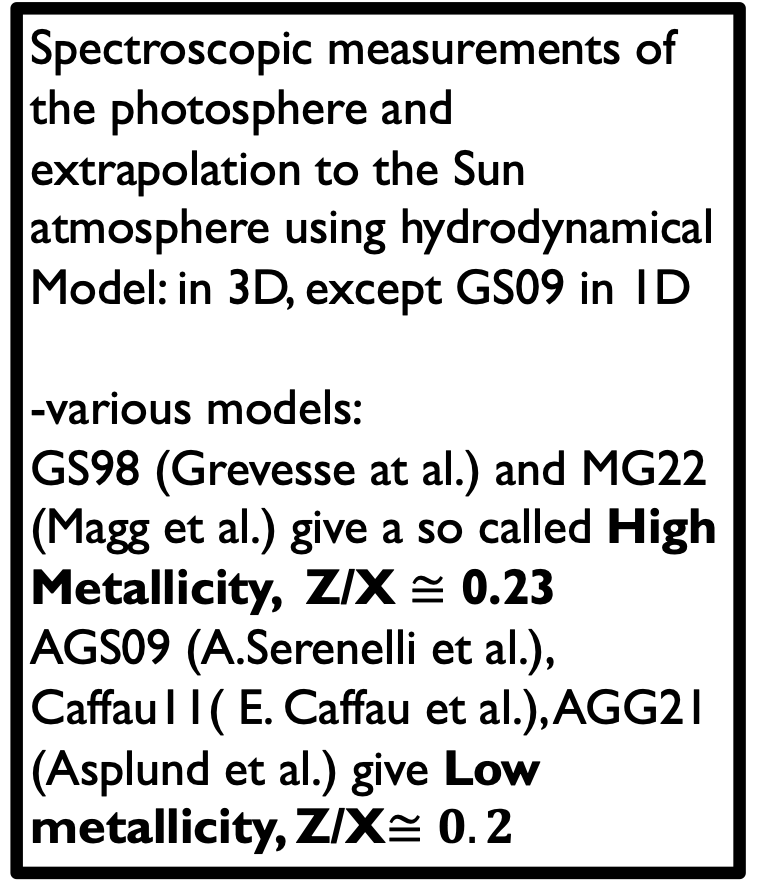 Spectroscopic measurements of
the photosphere and
extrapolation to the Sun
atmosphere using hydrodynamical
Model: in 3D, except GS09 in 1D
-various models:
GS98 (Grevesse at al.) and MG22
(Magg et al.) give a so called High
Metallicity, Z/X ≅ 0.23
AGS09 (A.Serenelli et al.),
Caffau11( E. Caffau et al.),AGG21
(Asplund et al.) give Low
metallicity, Z/X≅ 0.2